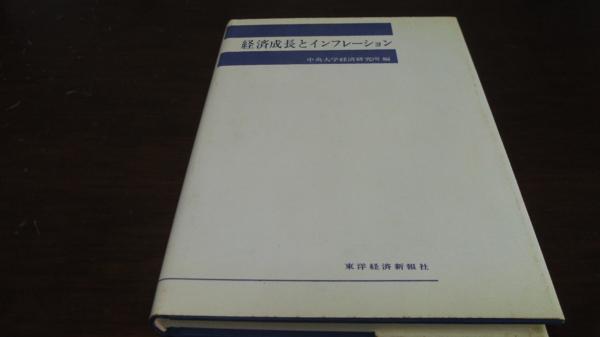 経済成長とインフレーション
中央大学経済研究所 編
東洋経済新報社